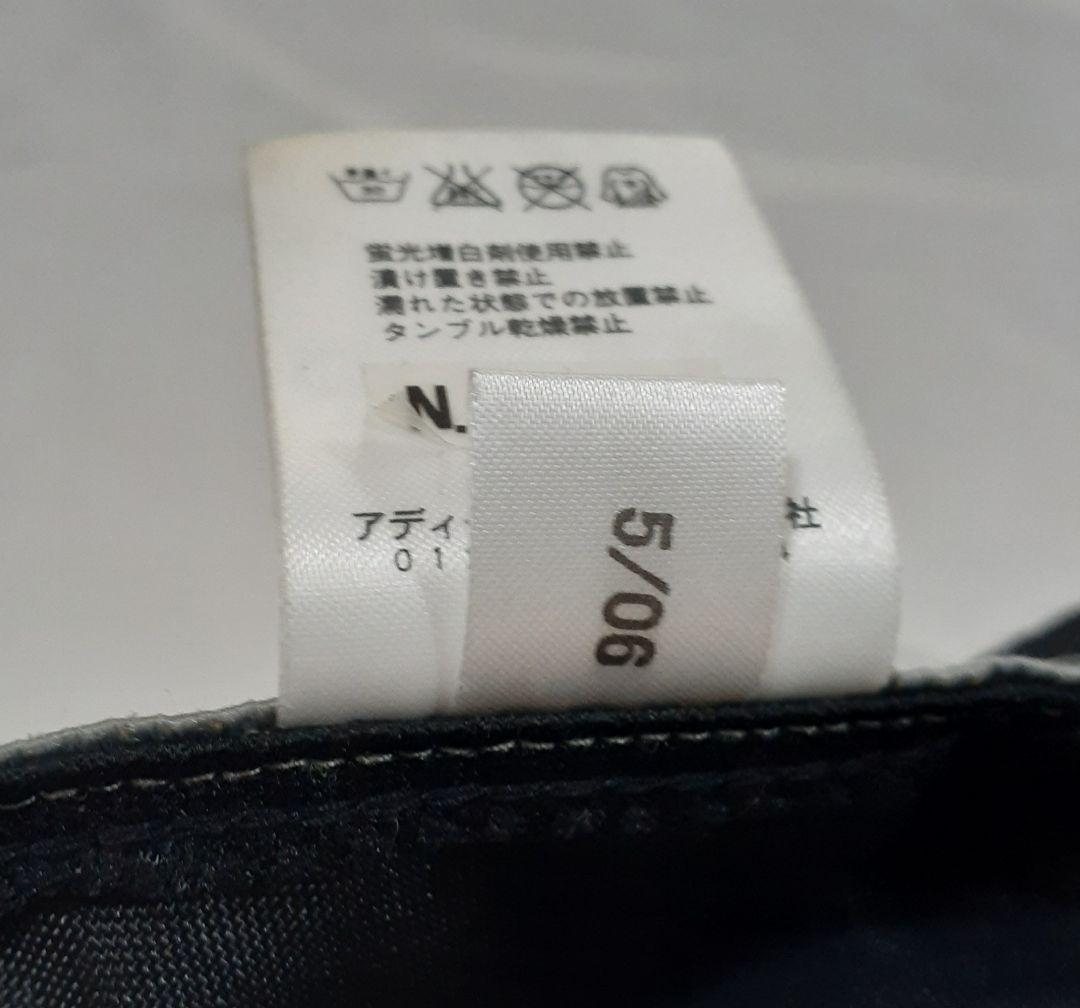 蛍光増白剤使用禁止
漬け置き禁止
濡れた状態での放置禁止
タンブル乾燥禁止
N.
アディ 社
01
5/06